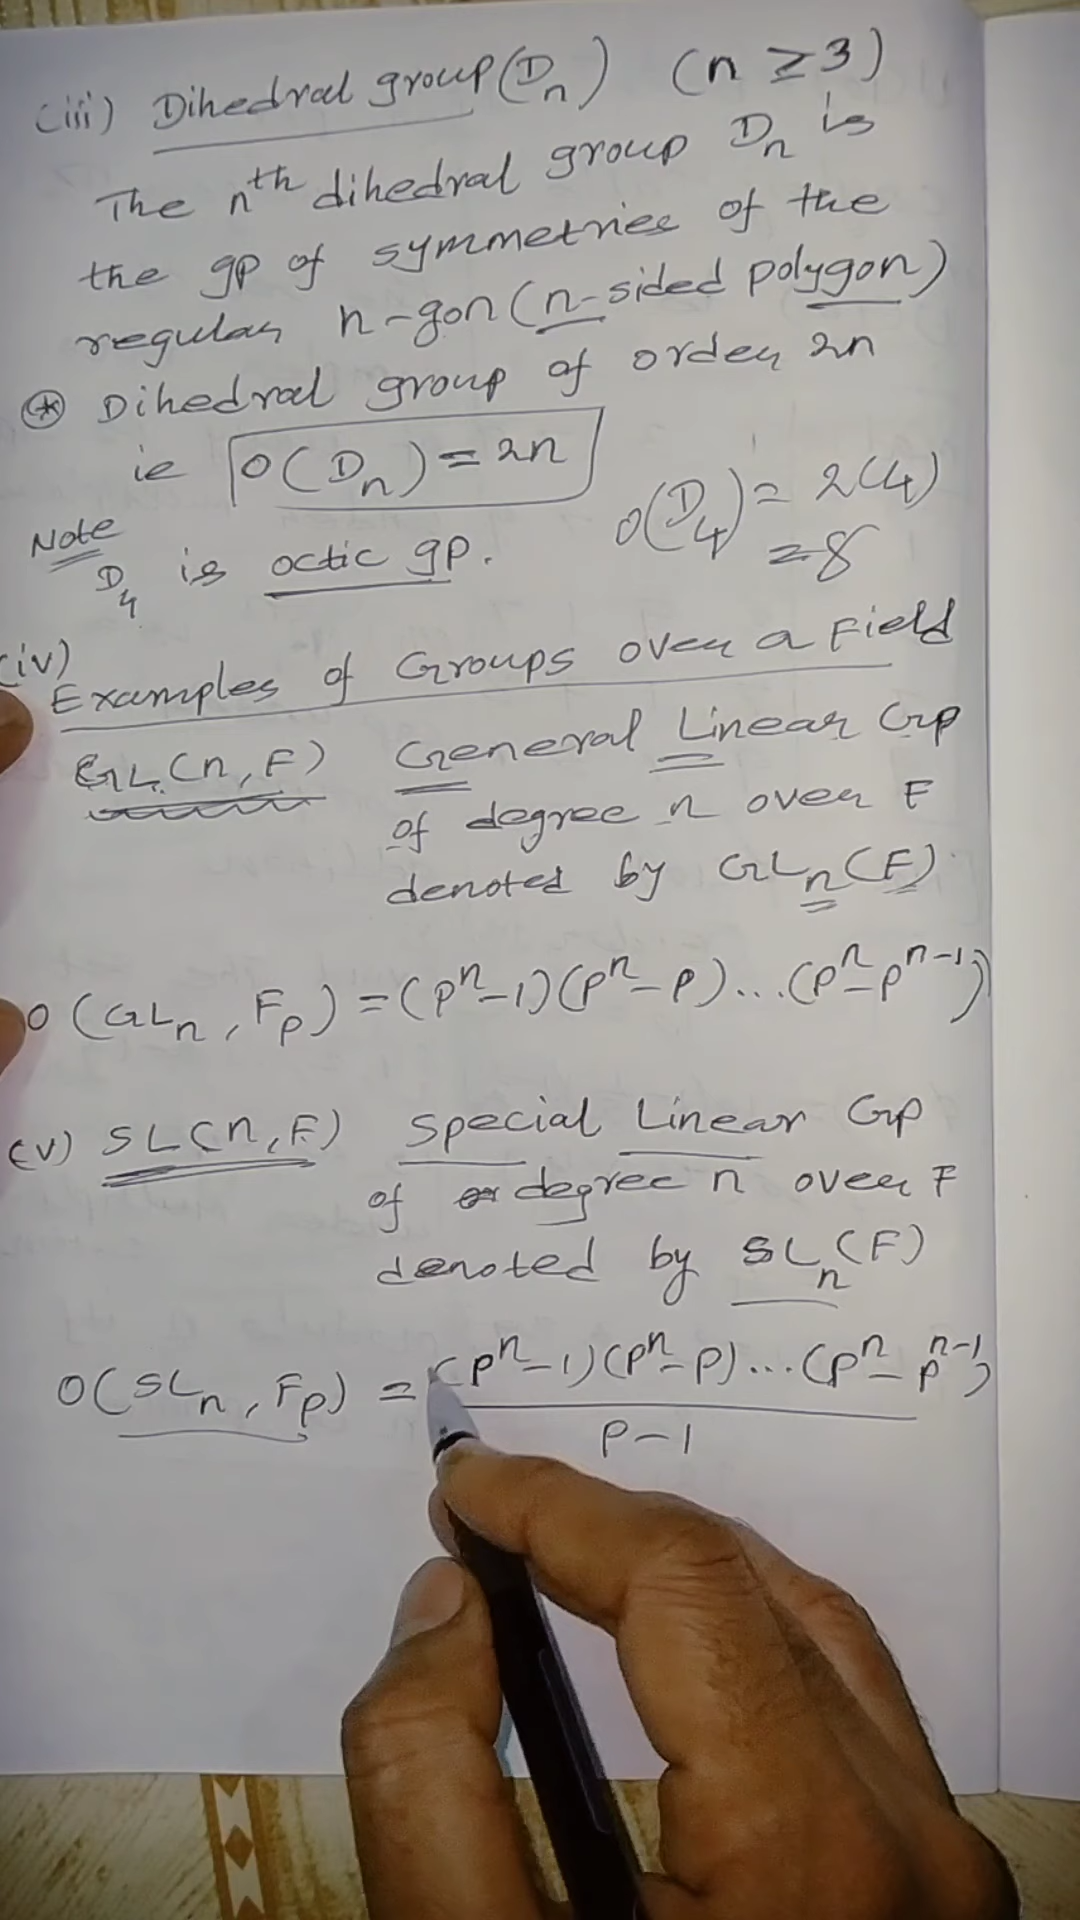 (iii) Dihedral group (Dn) (n ≥ 3)
The nth dihedral group Dn is
the gp of symmetries of the
regular n-gon (n-sided polygon)
⊛ Dihedral group of order 2n
ie O(Dn) = 2n
O(D4) = 2(4)
= 8
Note
D4 is octic gp.
(iv)
Examples of Groups over a Field
GL(n, F) General Linear Gp
of degree n over F
denoted by GLn(F)
O(GLn, Fp) = (p^n-1)(p^n-p)...(p^n-p^n-1)
(v) SL(n, F) Special Linear Gp
of degree n over F
denoted by SLn(F)
O(SLn, Fp) = (p^n-1)(p^n-p)...(p^n-p^n-1)
p-1